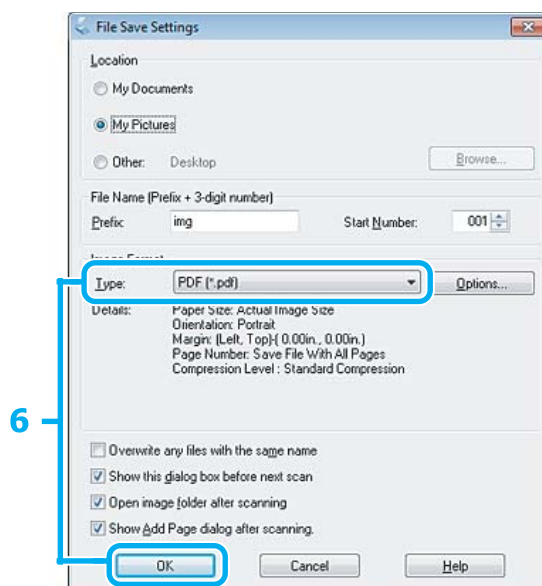 File Save Settings
Location
My Documents
My Pictures
Other: Desktop Browse...
File Name (Prefix + 3-digit number)
Prefix: img Start Number: 001
Image Format
Type: PDF (*.pdf) Options...
Details: Paper Size: Actual Image Size
Orientation: Portrait
Margin: (Left, Top)-( 0.00in., 0.00in.)
Page Number: Save File With All Pages
Compression Level : Standard Compression
6
Overwrite any files with the same name
Show this dialog box before next scan
Open image folder after scanning
Show Add Page dialog after scanning.
OK Cancel Help